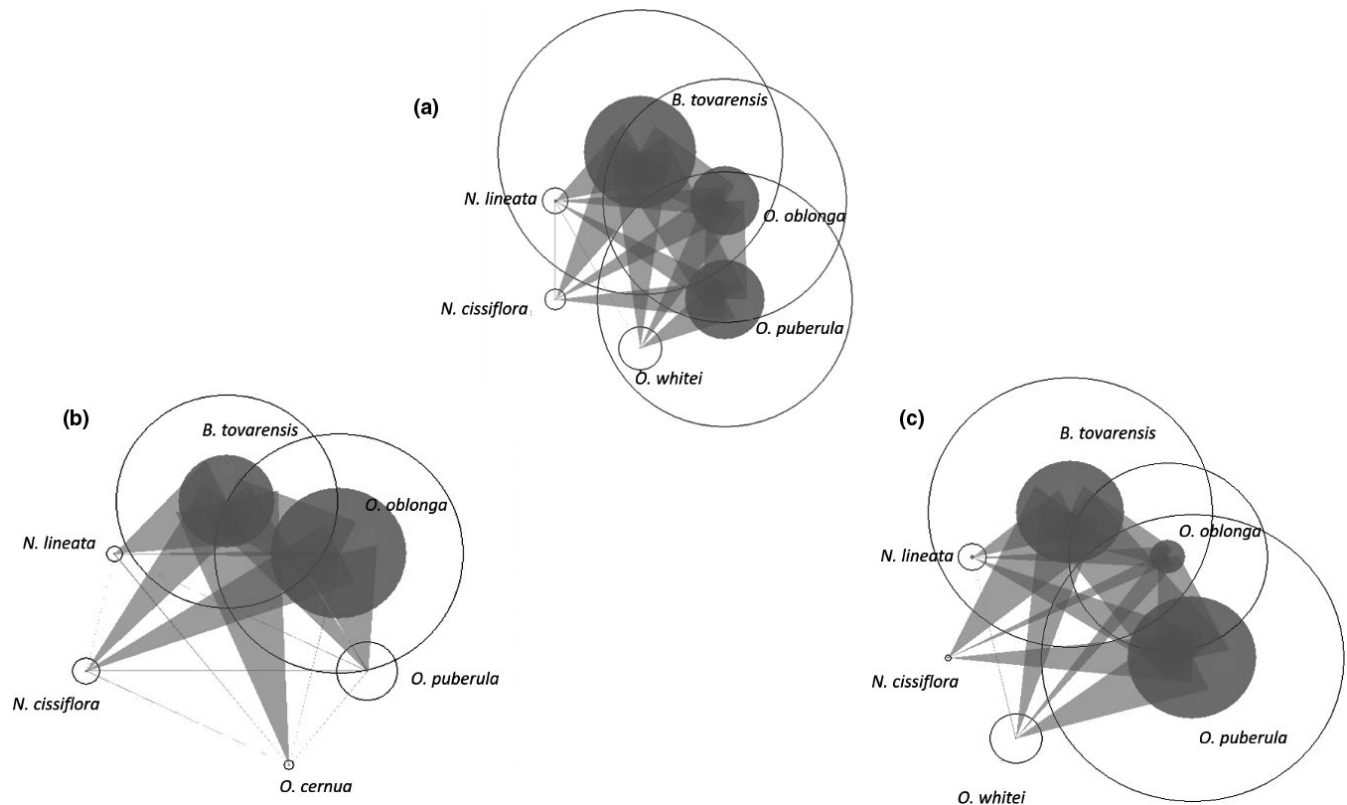 (a)
B. tovarensis
N. lineata
O. oblonga
N. cissiflora
O. puberula
O. whitei
(b)
B. tovarensis
O. oblonga
N. lineata
N. cissiflora
O. puberula
O. cernua
(c)
B. tovarensis
O. oblonga
N. lineata
N. cissiflora
O. puberula
O. whitei